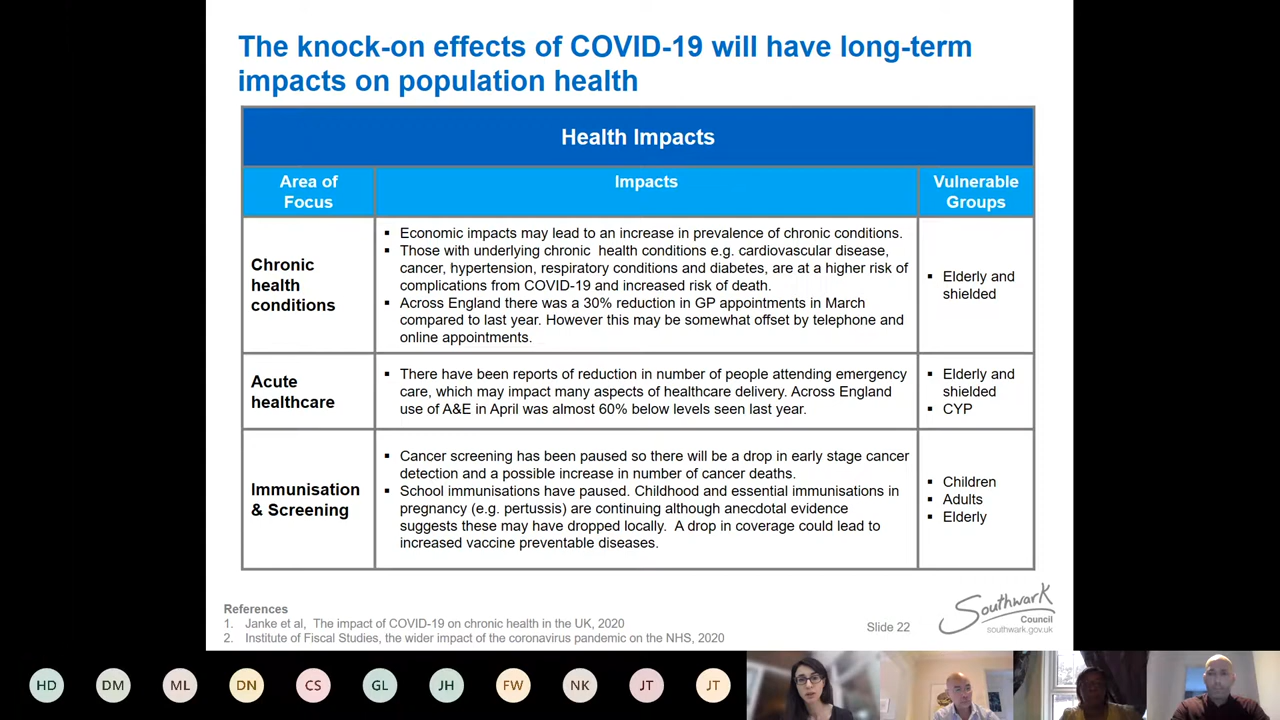 The knock-on effects of COVID-19 will have long-term
impacts on population health
Health Impacts
Area of
Focus
Impacts
Vulnerable
Groups
Chronic
health
conditions
▪ Economic impacts may lead to an increase in prevalence of chronic conditions.
▪ Those with underlying chronic health conditions e.g. cardiovascular disease,
cancer, hypertension, respiratory conditions and diabetes, are at a higher risk of
complications from COVID-19 and increased risk of death.
▪ Across England there was a 30% reduction in GP appointments in March
compared to last year. However this may be somewhat offset by telephone and
online appointments.
▪ Elderly and
shielded
Acute
healthcare
▪ There have been reports of reduction in number of people attending emergency
care, which may impact many aspects of healthcare delivery. Across England
use of A&E in April was almost 60% below levels seen last year.
▪ Elderly and
shielded
▪ CYP
Immunisation
& Screening
▪ Cancer screening has been paused so there will be a drop in early stage cancer
detection and a possible increase in number of cancer deaths.
▪ School immunisations have paused. Childhood and essential immunisations in
pregnancy (e.g. pertussis) are continuing although anecdotal evidence
suggests these may have dropped locally. A drop in coverage could lead to
increased vaccine preventable diseases.
▪ Children
▪ Adults
▪ Elderly
References
1. Janke et al, The impact of COVID-19 on chronic health in the UK, 2020
2. Institute of Fiscal Studies, the wider impact of the coronavirus pandemic on the NHS, 2020
Slide 22
Southwark
Council
southwark.gov.uk
HD DM ML DN CS GL JH FW NK JT JT